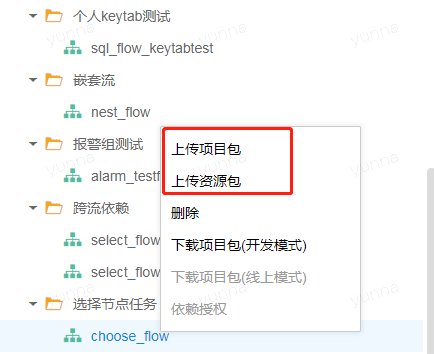 个人keytab测试
sql_flow_keytabtest
嵌套流
nest_flow
报警组测试
alarm_testf
跨流依赖
select_flow
select_flow
选择节点任务
choose_flow
上传项目包
上传资源包
删除
下载项目包(开发模式)
下载项目包(线上模式)
依赖授权
yunna
yunna
yunna
yunna
yunna
yunna